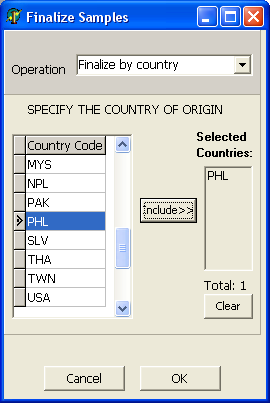 Finalize Samples
Operation
Finalize by country
SPECIFY THE COUNTRY OF ORIGIN
Country Code
MYS
NPL
PAK
PHL
SLV
THA
TWN
USA
include>>
Selected
Countries:
PHL
Total: 1
Clear
Cancel
OK